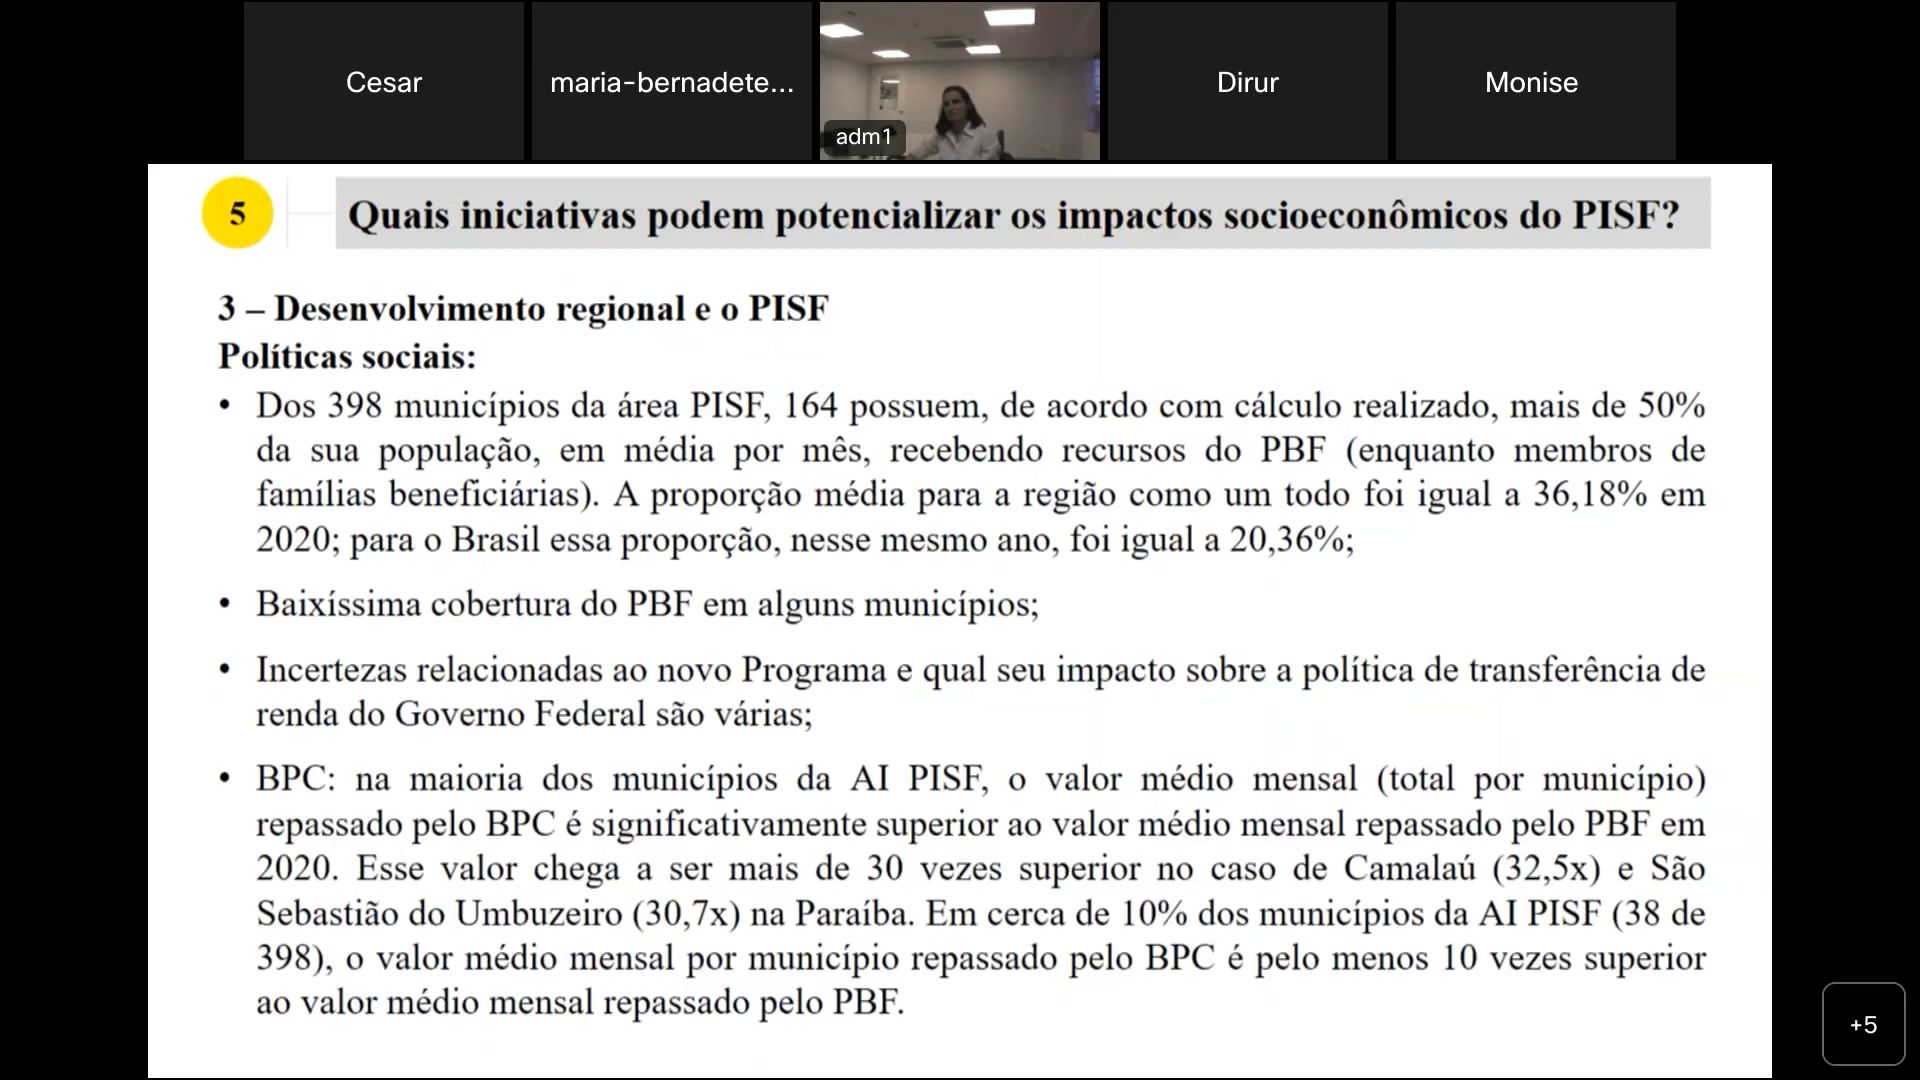 Cesar
maria-bernadete...
adm1
Dirur
Monise
5
Quais iniciativas podem potencializar os impactos socioeconômicos do PISF?
3 – Desenvolvimento regional e o PISF
Políticas sociais:
• Dos 398 municípios da área PISF, 164 possuem, de acordo com cálculo realizado, mais de 50%
da sua população, em média por mês, recebendo recursos do PBF (enquanto membros de
famílias beneficiárias). A proporção média para a região como um todo foi igual a 36,18% em
2020; para o Brasil essa proporção, nesse mesmo ano, foi igual a 20,36%;
• Baixíssima cobertura do PBF em alguns municípios;
• Incertezas relacionadas ao novo Programa e qual seu impacto sobre a política de transferência de
renda do Governo Federal são várias;
• BPC: na maioria dos municípios da AI PISF, o valor médio mensal (total por município)
repassado pelo BPC é significativamente superior ao valor médio mensal repassado pelo PBF em
2020. Esse valor chega a ser mais de 30 vezes superior no caso de Camalaú (32,5x) e São
Sebastião do Umbuzeiro (30,7x) na Paraíba. Em cerca de 10% dos municípios da AI PISF (38 de
398), o valor médio mensal por município repassado pelo BPC é pelo menos 10 vezes superior
ao valor médio mensal repassado pelo PBF.
+5